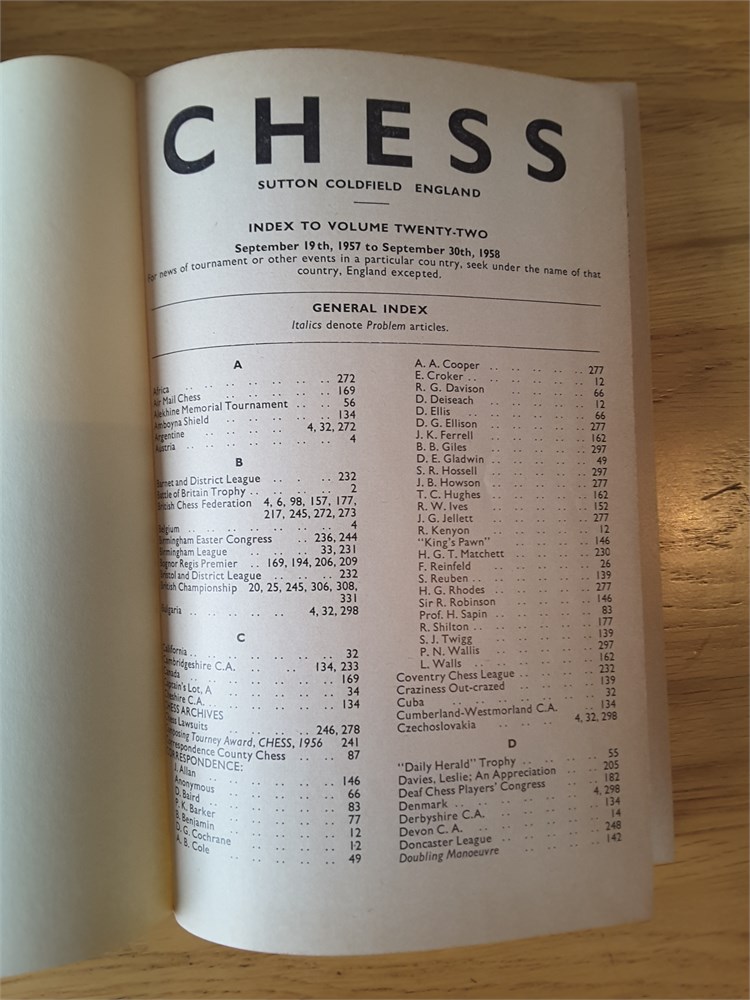 CHESS
SUTTON COLDFIELD ENGLAND
INDEX TO VOLUME TWENTY-TWO
September 19th, 1957 to September 30th, 1958
For news of tournament or other events in a particular country, seek under the name of that
country, England excepted.
GENERAL INDEX
Italics denote Problem articles.
A
Africa .. .. .. .. .. .. 272
Air Mail Chess .. .. .. .. 169
Alekhine Memorial Tournament .. .. 56
Amboyna Shield .. .. .. .. 134
Argentine .. .. .. .. 4, 32, 272
Austria .. .. .. .. .. .. 4
B
Barnet and District League .. .. 232
Battle of Britain Trophy .. .. .. 2
British Chess Federation 4, 6, 98, 157, 177,
217, 245, 272, 273
Belgium .. .. .. .. .. .. 4
Birmingham Easter Congress .. 236, 244
Birmingham League .. .. 33, 231
Bognor Regis Premier .. 169, 194, 206, 209
Bristol and District League .. .. 232
British Championship 20, 25, 245, 306, 308,
331
Bulgaria .. .. .. .. 4, 32, 298
C
California .. .. .. .. .. .. 32
Cambridgeshire C.A. .. .. 134, 233
Canada .. .. .. .. .. .. 169
Captain's Lot, A .. .. .. .. 34
Cheshire C.A. .. .. .. .. 134
CHESS ARCHIVES
Chess Lawsuits .. .. .. 246, 278
Composing Tourney Award, CHESS, 1956 241
Correspondence County Chess .. .. 87
CORRESPONDENCE:
J. Allan .. .. .. .. .. 146
Anonymous .. .. .. .. .. 66
D. Baird .. .. .. .. .. 83
P. K. Barker .. .. .. .. 77
B. Benjamin .. .. .. .. 12
D. G. Cochrane .. .. .. .. 12
A. B. Cole .. .. .. .. 49
A. A. Cooper .. .. .. .. .. 277
E. Croker .. .. .. .. .. 12
R. G. Davison .. .. .. .. 66
D. Deiseach .. .. .. .. 12
D. Ellis .. .. .. .. .. 66
D. G. Ellison .. .. .. .. 277
J. K. Ferrell .. .. .. .. 162
B. B. Giles .. .. .. .. 297
D. E. Gladwin .. .. .. .. 49
S. R. Hossell .. .. .. .. 297
J. B. Howson .. .. .. .. 277
T. C. Hughes .. .. .. .. 162
R. W. Ives .. .. .. .. 152
J. G. Jellett .. .. .. .. 277
R. Kenyon .. .. .. .. 12
"King's Pawn" .. .. .. .. 146
H. G. T. Matchett .. .. .. 230
F. Reinfeld .. .. .. .. 26
S. Reuben .. .. .. .. .. 139
H. G. Rhodes .. .. .. .. 277
Sir R. Robinson .. .. .. .. 146
Prof. H. Sapin .. .. .. .. 83
R. Shilton .. .. .. .. .. 177
S. J. Twigg .. .. .. .. 139
P. N. Wallis .. .. .. .. 297
L. Walls .. .. .. .. 162
Coventry Chess League .. .. .. 232
Craziness Out-crazed .. .. .. 139
Cuba .. .. .. .. .. 32
Cumberland-Westmorland C.A. .. 134
Czechoslovakia .. .. .. 4, 32, 298
D
"Daily Herald" Trophy .. .. .. 55
Davies, Leslie; An Appreciation .. .. 205
Deaf Chess Players' Congress .. .. 182
Denmark .. .. .. .. .. 4, 298
Derbyshire C.A. .. .. .. .. 134
Devon C. A. .. .. .. .. 14
Doncaster League .. .. .. .. 248
Doubling Manoeuvre .. .. .. .. 142